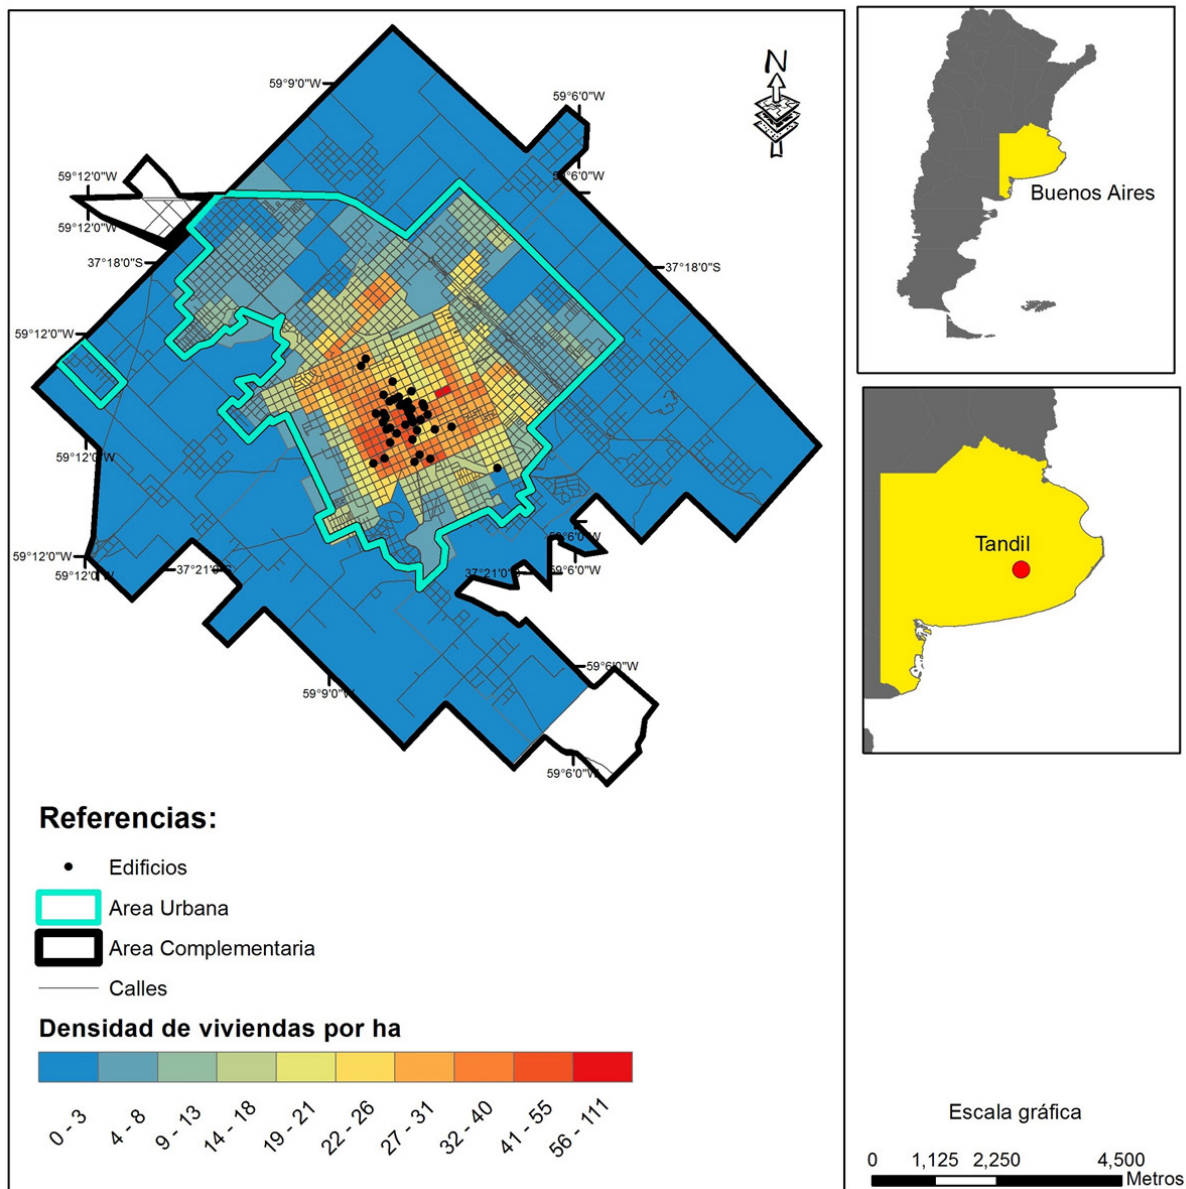 N
59°9'0"W
59°6'0"W
59°12'0"W
59°6'0"W
59°12'0"W
37°18'0"S
37°18'0"S
59°12'0"W
59°12'0"W
59°6'0"W
59°12'0"W
59°12'0"W
37°21'0"S
37°21'0"S
59°6'0"W
59°6'0"W
59°9'0"W
59°6'0"W
Referencias:
Edificios
Area Urbana
Area Complementaria
Calles
Densidad de viviendas por ha
0 - 3
4 - 8
9 - 13
14 - 18
19 - 21
22 - 26
27 - 31
32 - 40
41 - 55
56 - 111
Buenos Aires
Tandil
Escala gráfica
0 1,125 2,250 4,500
Metros